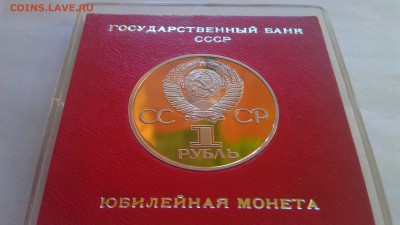 COINS.LAVE.RU
ГОСУДАРСТВЕННЫЙ БАНК
СССР
СС СР
1
РУБЛЬ
ЮБИЛЕЙНАЯ МОНЕТА